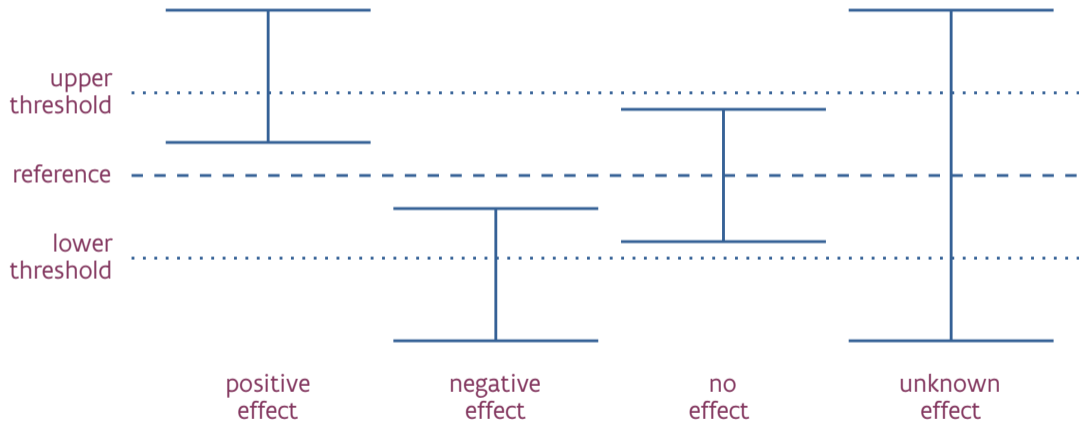 upper
threshold
reference
lower
threshold
positive
effect
negative
effect
no
effect
unknown
effect